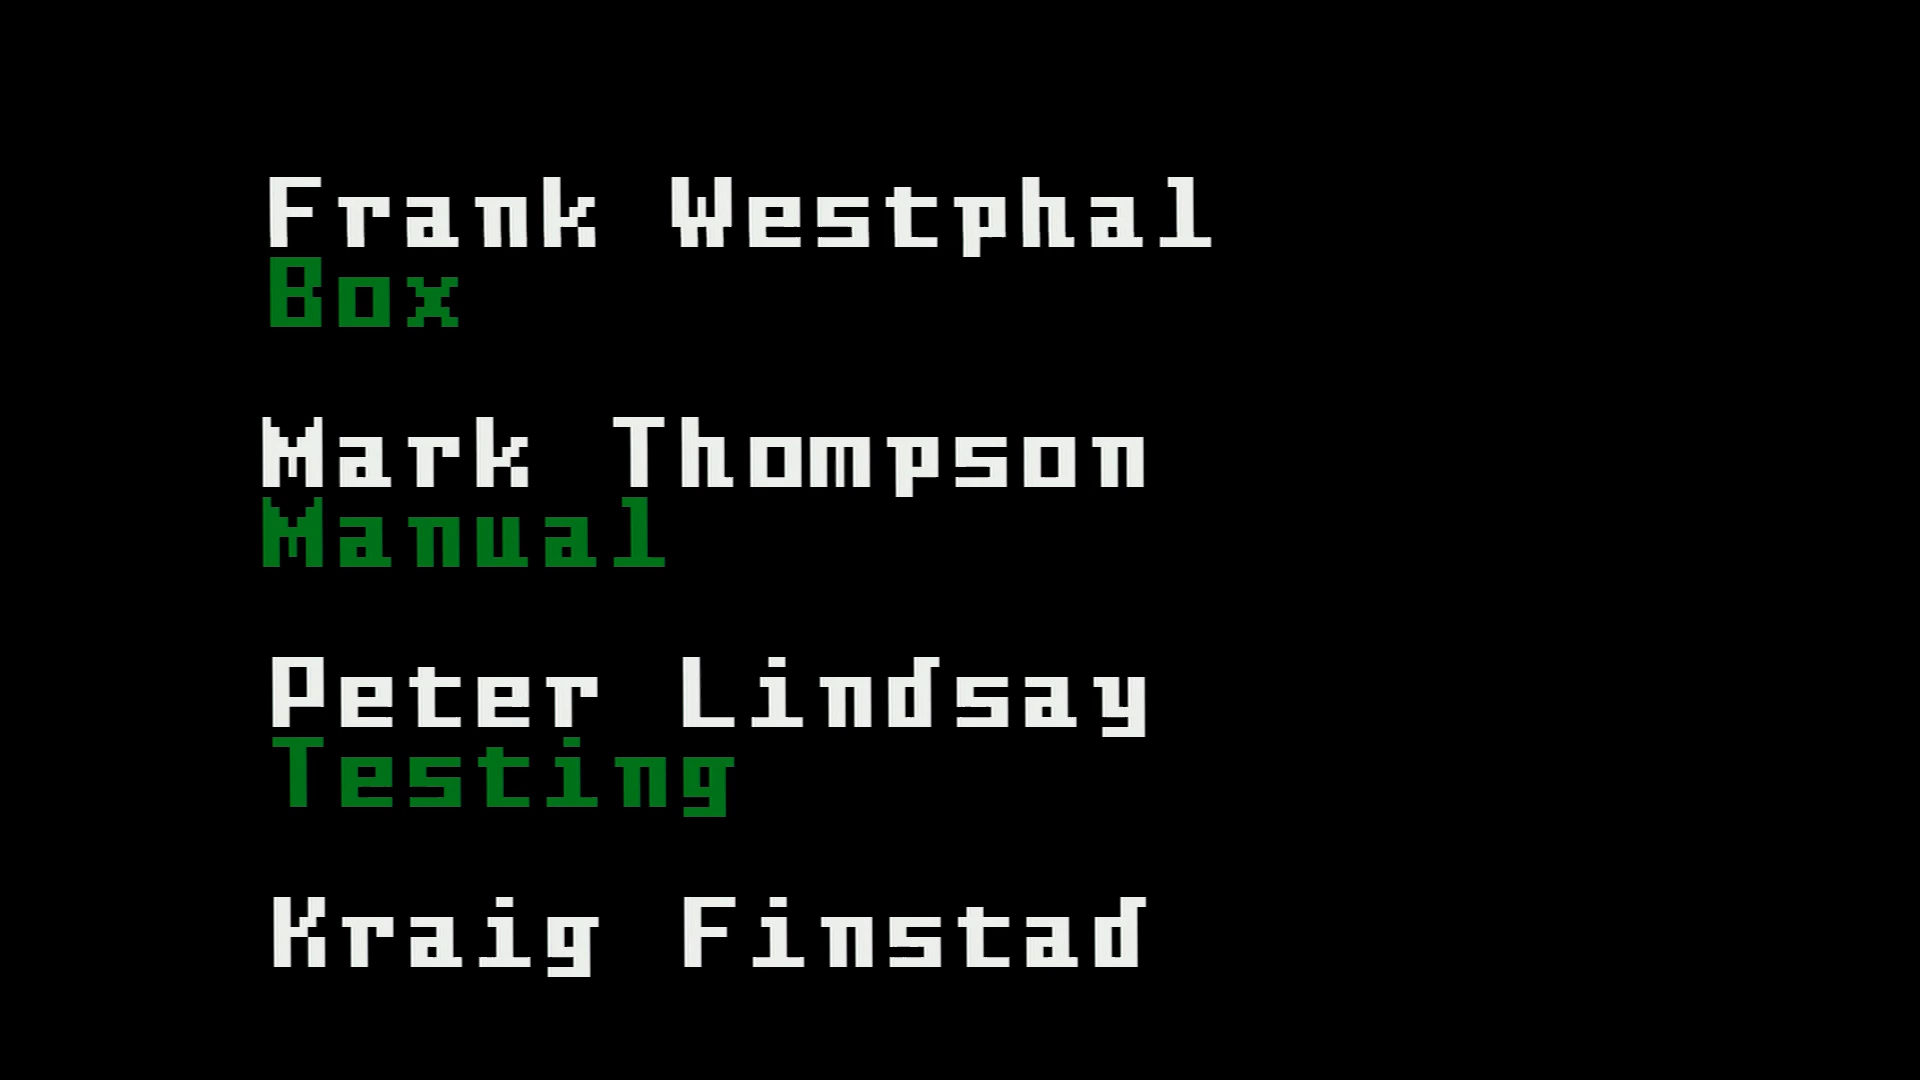 Frank Westphal
Box
Mark Thompson
Manual
Peter Lindsay
Testing
Kraig Finstad